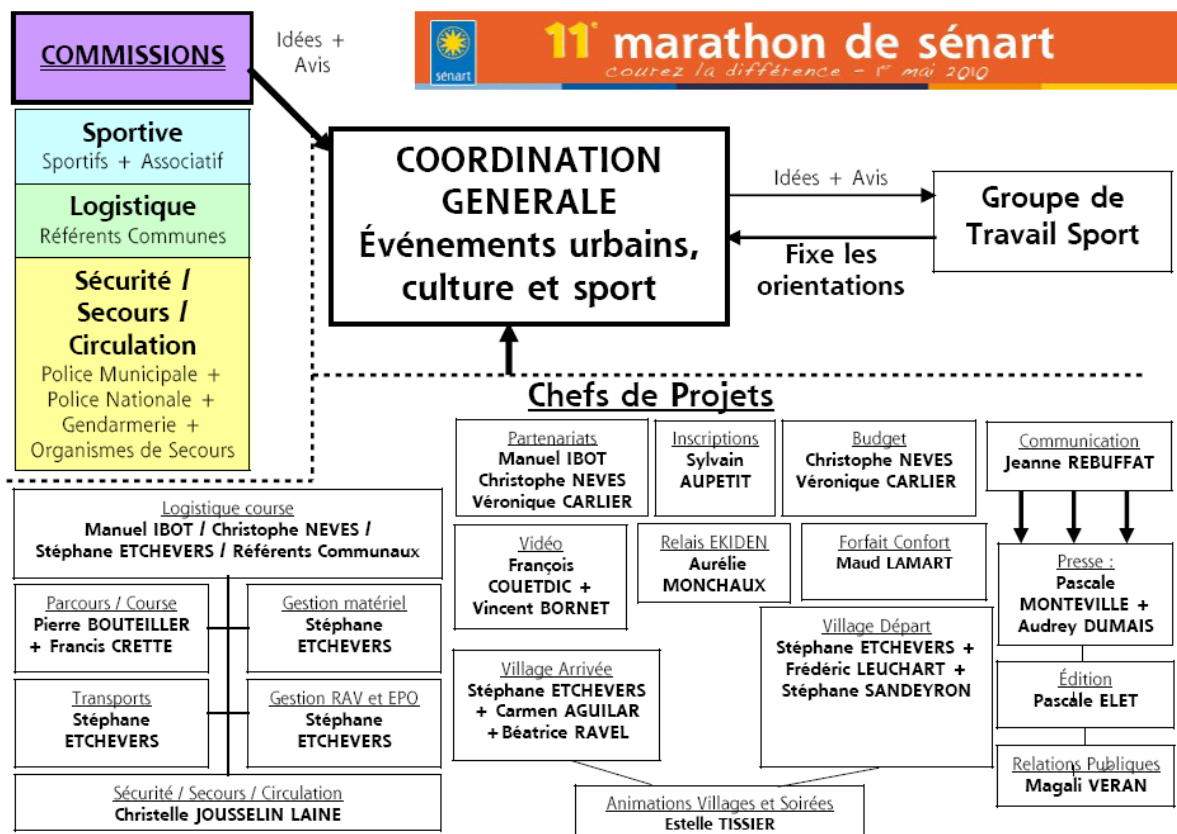 COMMISSIONS
Idées +
Avis
sénart
11e marathon de sénart
courez la différence - 1er mai 2010
Sportive
Sportifs + Associatif
Logistique
Référents Communes
Sécurité /
Secours /
Circulation
Police Municipale +
Police Nationale +
Gendarmerie +
Organismes de Secours
COORDINATION
GENERALE
Événements urbains,
culture et sport
Idées + Avis
Fixe les
orientations
Groupe de
Travail Sport
Chefs de Projets
Partenariats
Manuel IBOT
Christophe NEVES
Véronique CARLIER
Inscriptions
Sylvain
AUPETIT
Budget
Christophe NEVES
Véronique CARLIER
Communication
Jeanne REBUFFAT
Logistique course
Manuel IBOT / Christophe NEVES /
Stéphane ETCHEVERS / Référents Communaux
Vidéo
François
COUETDIC +
Vincent BORNET
Relais EKIDEN
Aurélie
MONCHAUX
Forfait Confort
Maud LAMART
Presse :
Pascale
MONTEVILLE +
Audrey DUMAIS
Parcours / Course
Pierre BOUTEILLER
+ Francis CRETTE
Gestion matériel
Stéphane
ETCHEVERS
Village Arrivée
Stéphane ETCHEVERS
+ Carmen AGUILAR
+Béatrice RAVEL
Village Départ
Stéphane ETCHEVERS +
Frédéric LEUCHART +
Stéphane SANDEYRON
Édition
Pascale ELET
Transports
Stéphane
ETCHEVERS
Gestion RAV et EPO
Stéphane
ETCHEVERS
Relations Publiques
Magali VERAN
Sécurité / Secours / Circulation
Christelle JOUSSELIN LAINE
Animations Villages et Soirées
Estelle TISSIER